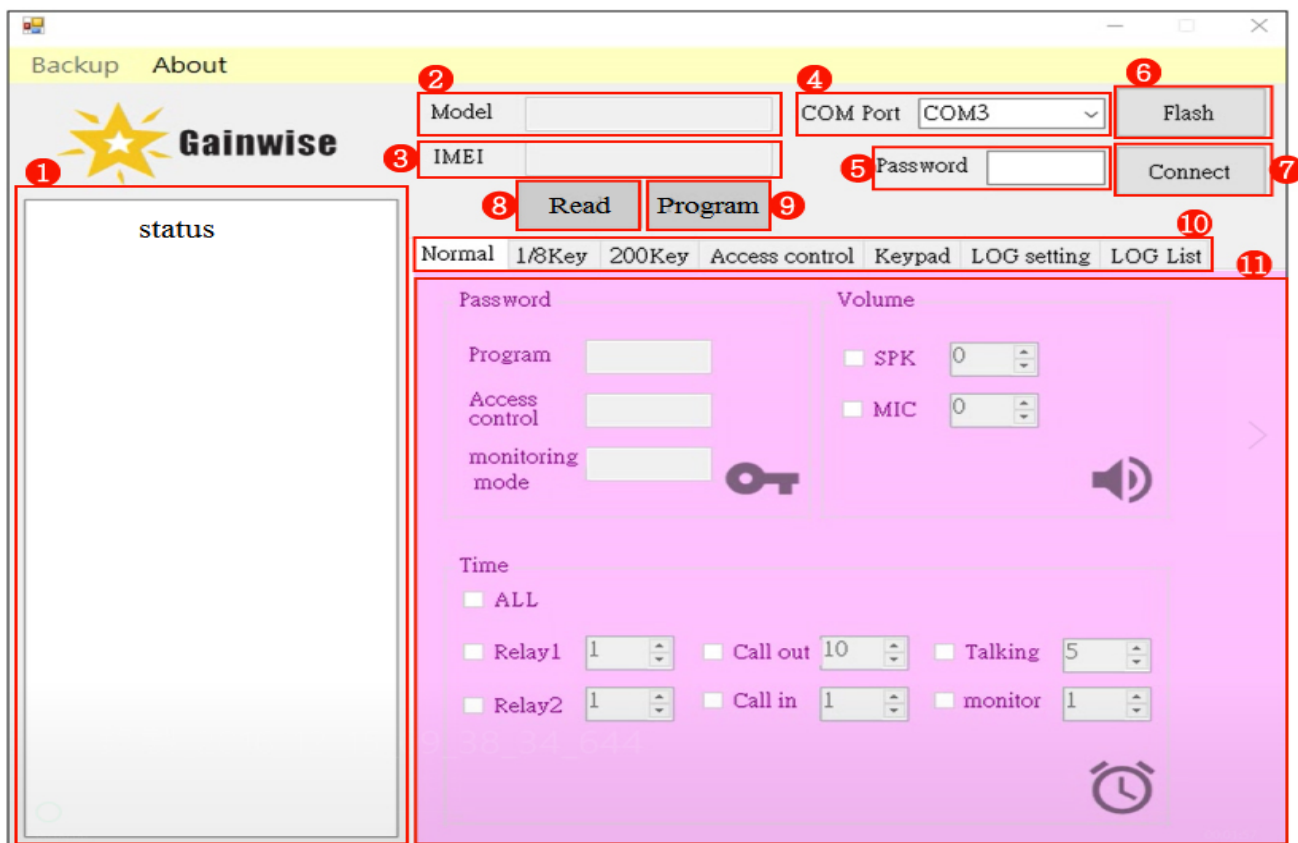 Backup About
Gainwise
2
Model
4
COM Port COM3
6
Flash
3
IMEI
5
Password
7
Connect
8
Read
Program
9
1
status
10
Normal 1/8Key 200Key Access control Keypad LOG setting LOG List
11
Password
Program
Access
control
monitoring
mode
Volume
SPK 0
MIC 0
Time
ALL
Relay1 1 Call out 10 Talking 5
Relay2 1 Call in 1 monitor 1
9_38_34_644